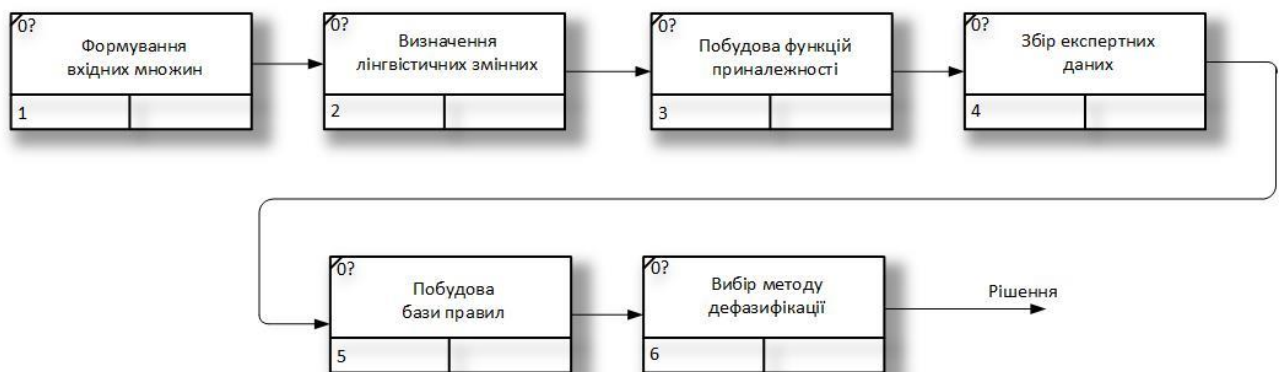 0?
Формування
вхідних множин
1
0?
Визначення
лінгвістичних змінних
2
0?
Побудова функцій
приналежності
3
0?
Збір експертних
даних
4
0?
Побудова
бази правил
5
0?
Вибір методу
дефазифікації
6
Рішення